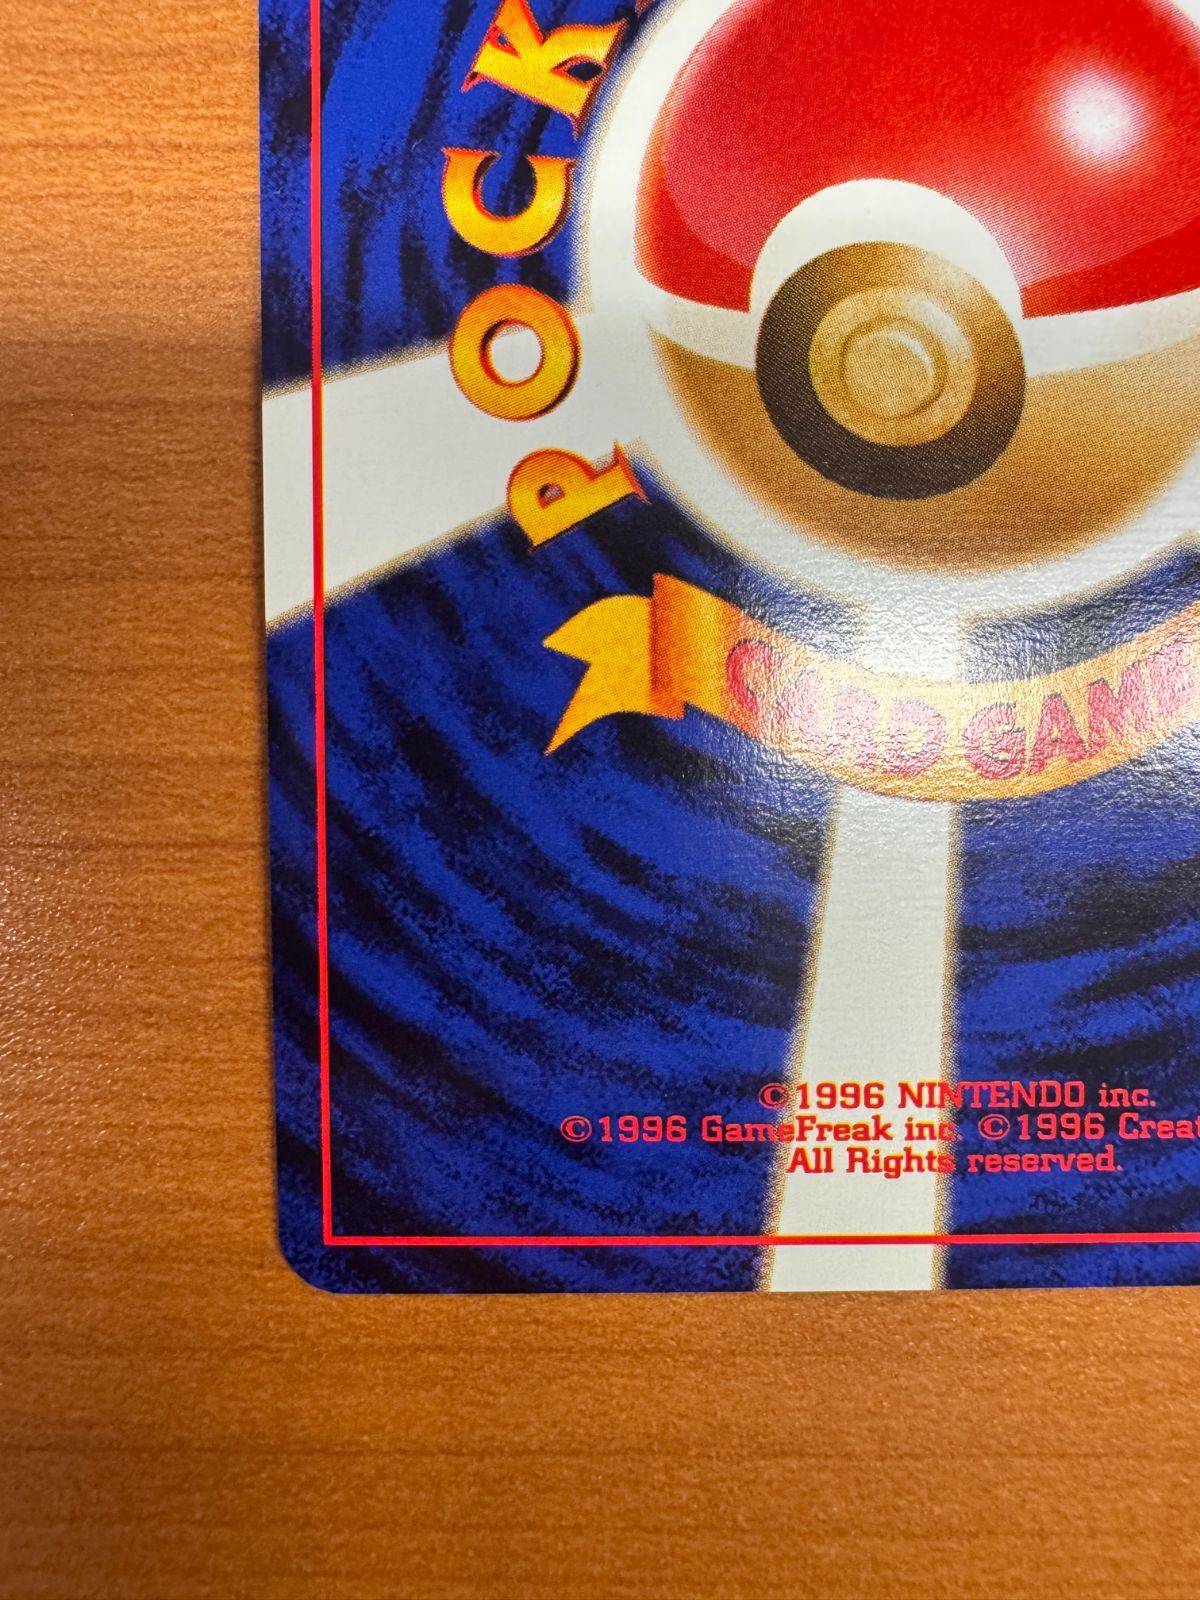 POCK
CARD GAME
©1996 NINTENDO inc.
©1996 GameFreak inc. ©1996 Creat
All Rights reserved.